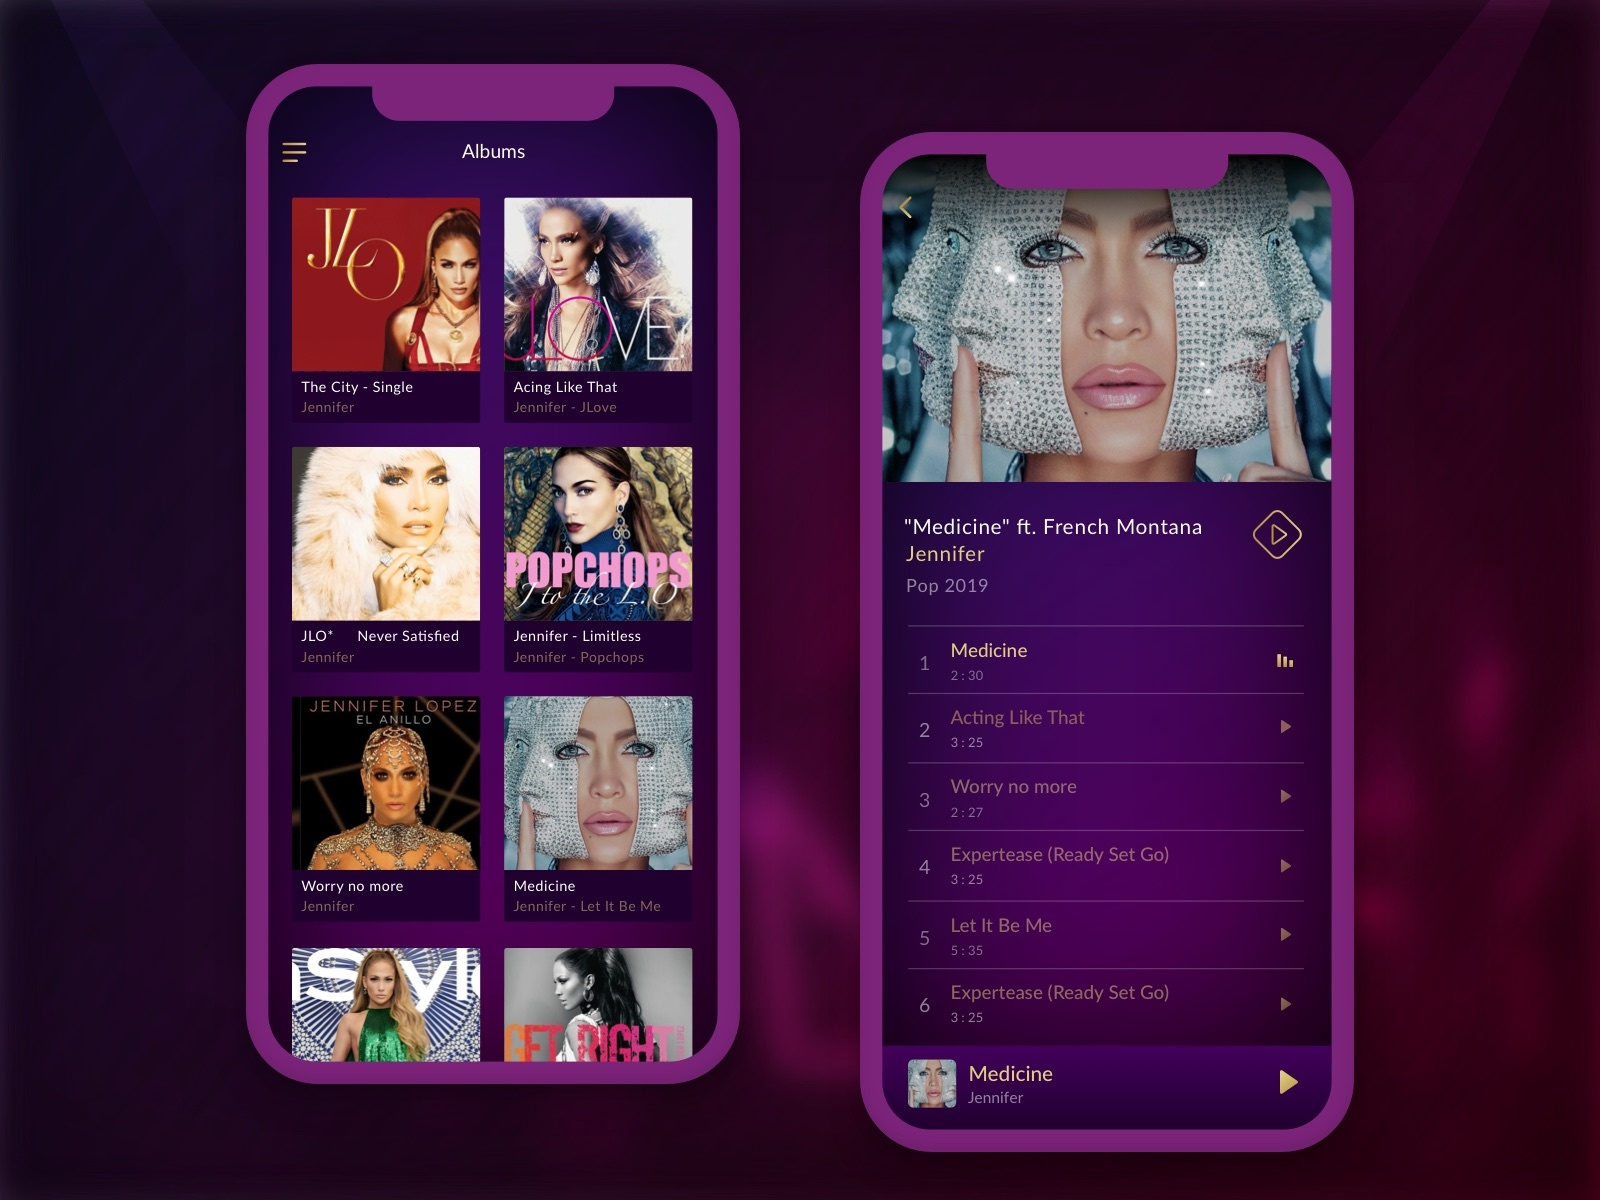 Albums
JLO
JLOVE
The City - Single
Jennifer
Acing Like That
Jennifer - JLove
POPCHOPS
J to the L.O
JLO* Never Satisfied
Jennifer
Jennifer - Limitless
Jennifer - Popchops
JENNIFER LOPEZ
EL ANILLO
Worry no more
Jennifer
Medicine
Jennifer - Let It Be Me
GET RIGHT
"Medicine" ft. French Montana
Jennifer
Pop 2019
1 Medicine
2 : 30
2 Acting Like That
3 : 25
3 Worry no more
2 : 27
4 Expertease (Ready Set Go)
3 : 25
5 Let It Be Me
5 : 35
6 Expertease (Ready Set Go)
3 : 25
Medicine
Jennifer